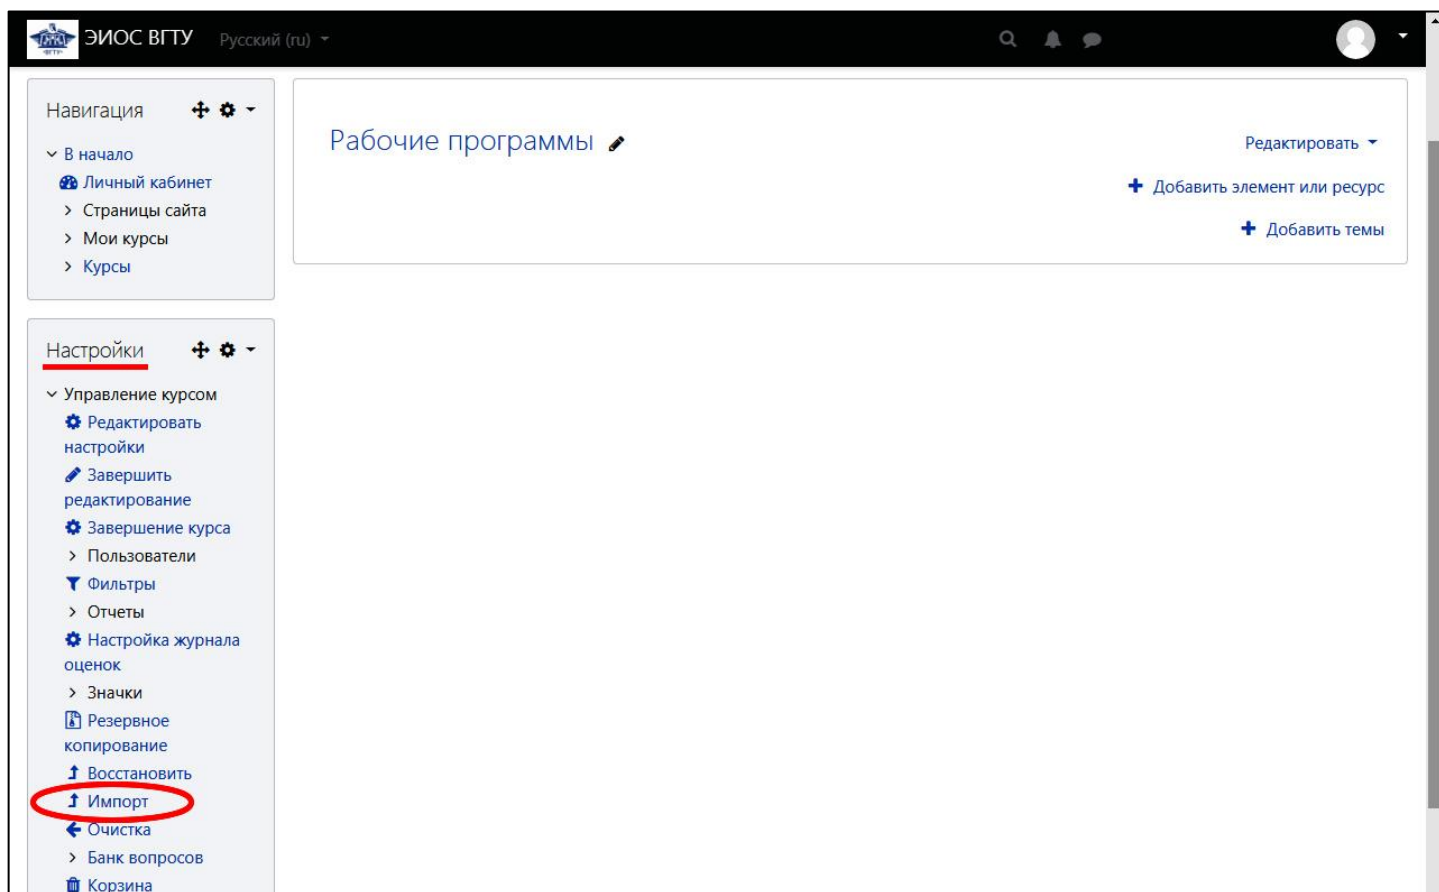 ЭИОС ВГТУ Русский (ru)
ВГТУ
Навигация
В начало
Личный кабинет
Страницы сайта
Мои курсы
Курсы
Рабочие программы
Редактировать
Добавить элемент или ресурс
Добавить темы
Настройки
Управление курсом
Редактировать
настройки
Завершить
редактирование
Завершение курса
Пользователи
Фильтры
Отчеты
Настройка журнала
оценок
Значки
Резервное
копирование
Восстановить
Импорт
Очистка
Банк вопросов
Корзина